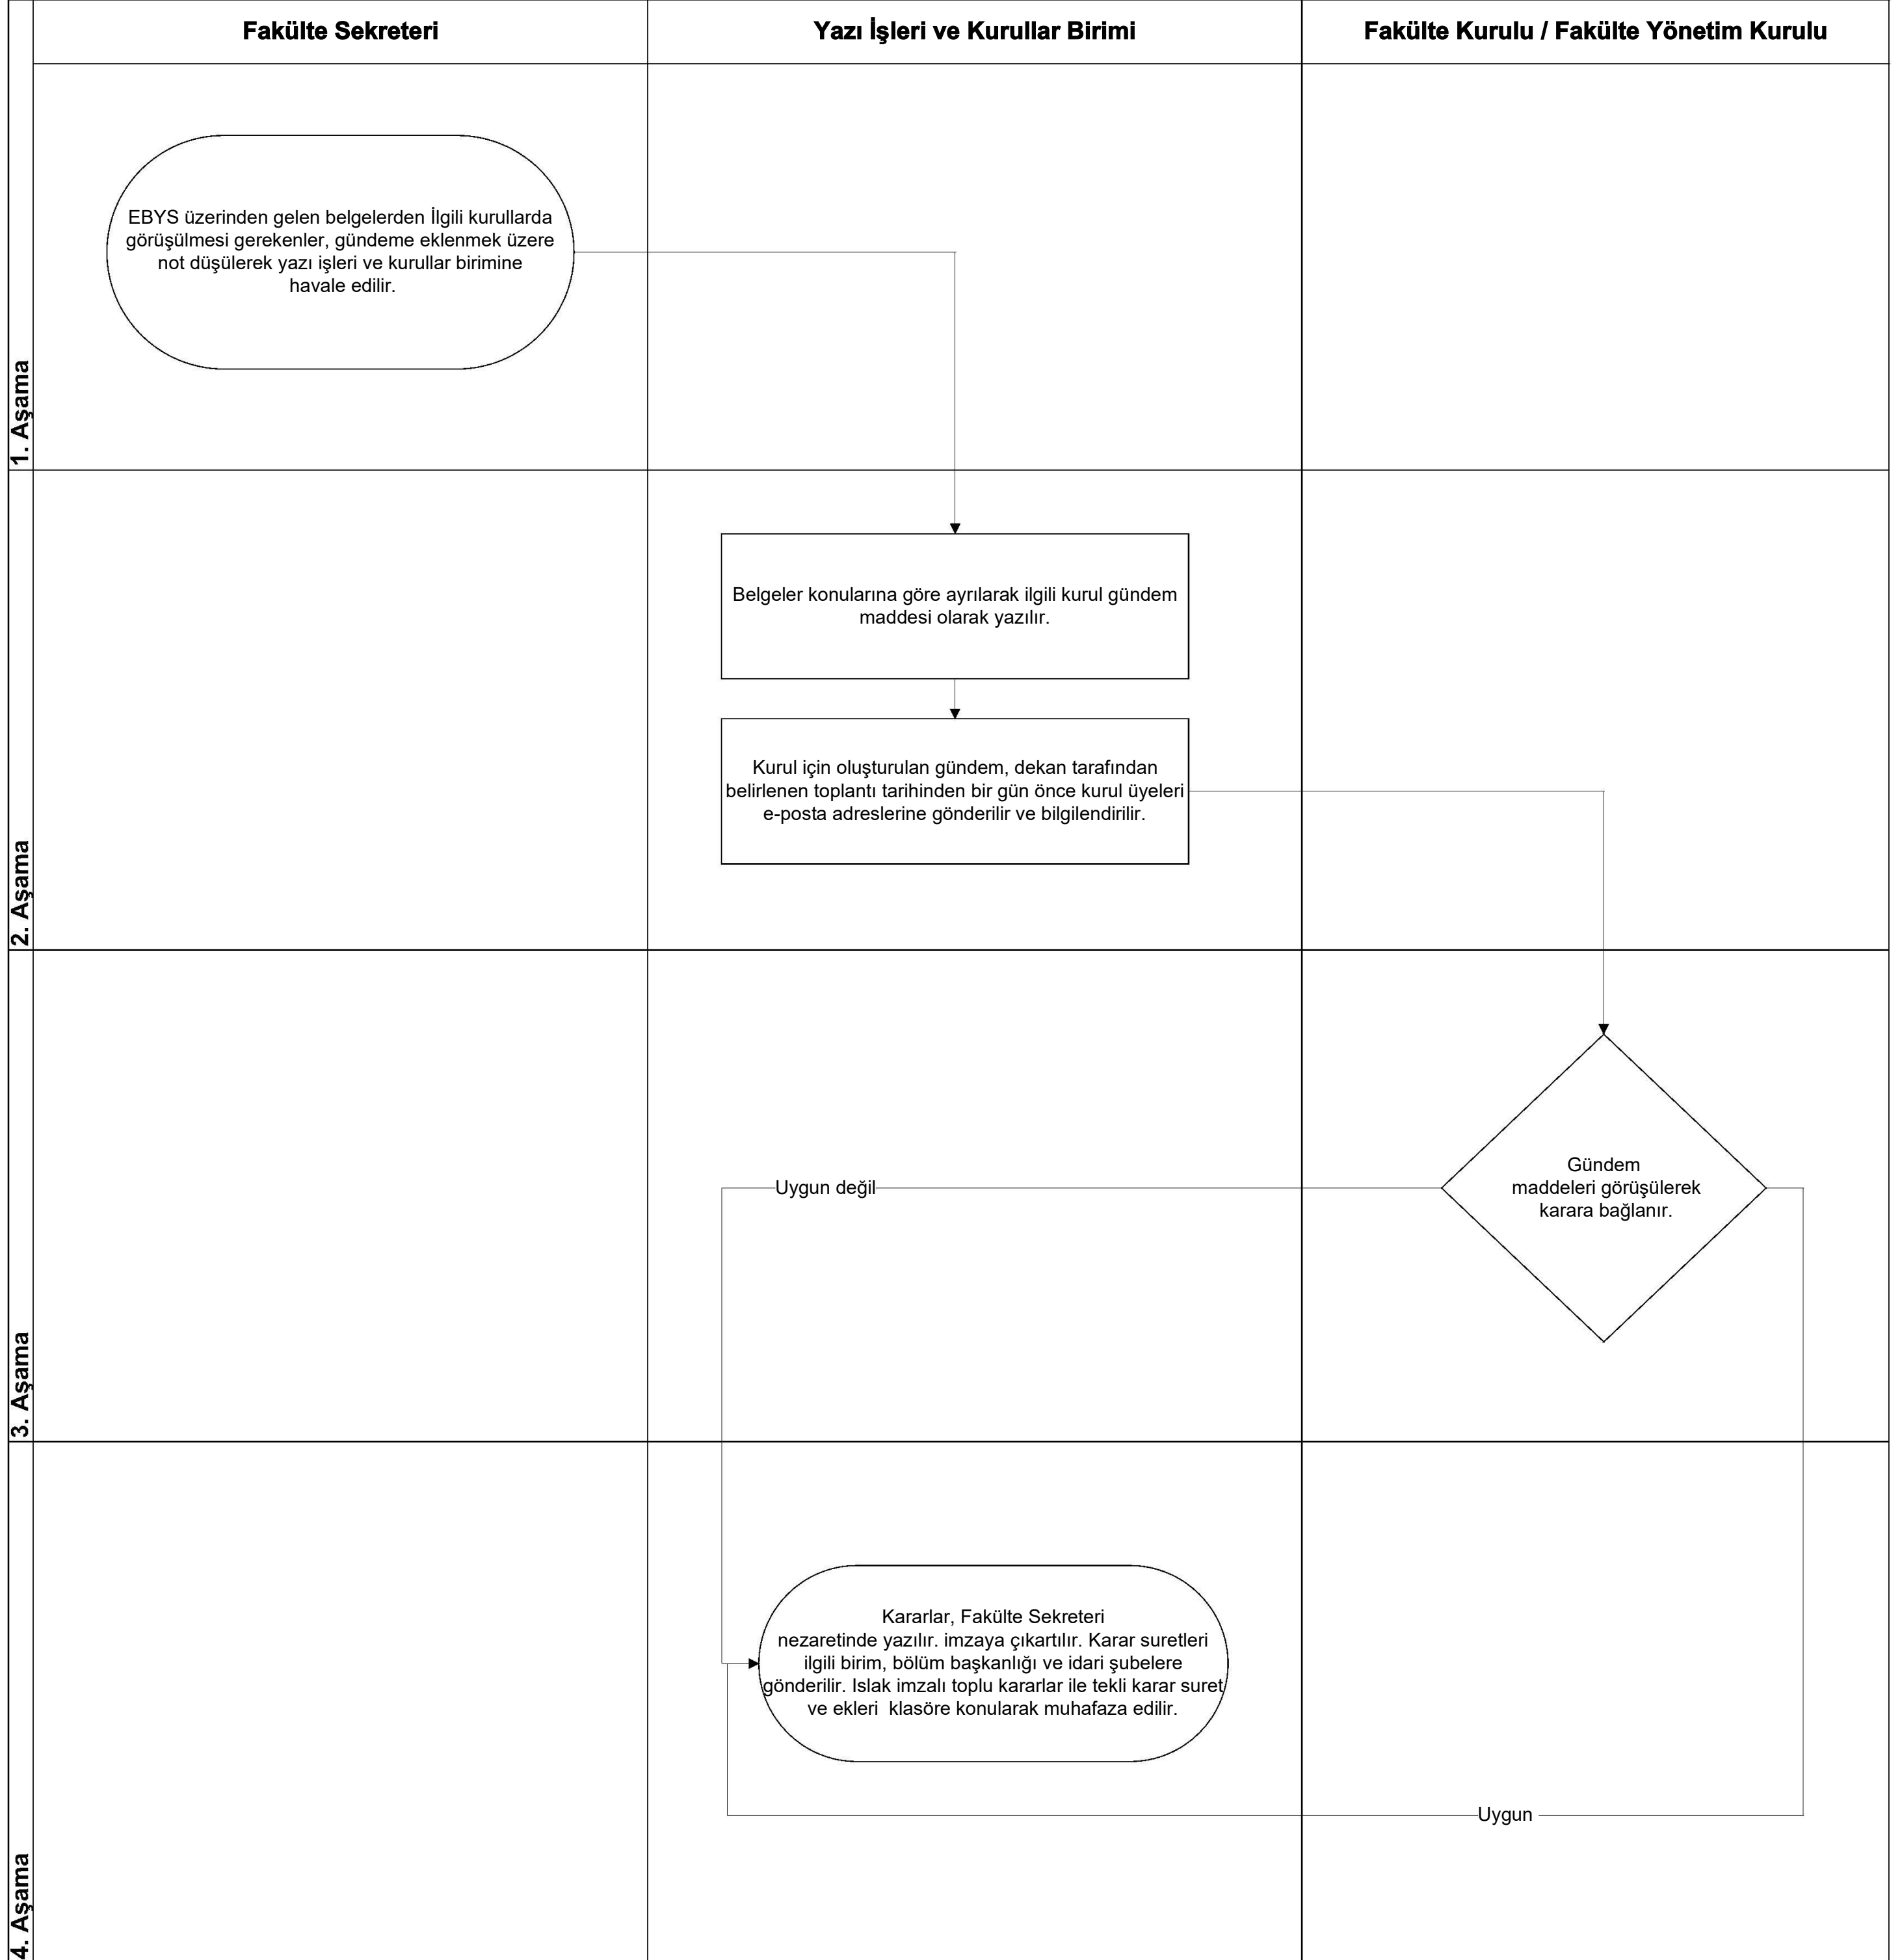 Fakülte Sekreteri
Yazı İşleri ve Kurullar Birimi
Fakülte Kurulu / Fakülte Yönetim Kurulu
1. Aşama
EBYS üzerinden gelen belgelerden İlgili kurullarda
görüşülmesi gerekenler, gündeme eklenmek üzere
not düşülerek yazı işleri ve kurullar birimine
havale edilir.
2. Aşama
Belgeler konularına göre ayrılarak ilgili kurul gündem
maddesi olarak yazılır.
Kurul için oluşturulan gündem, dekan tarafından
belirlenen toplantı tarihinden bir gün önce kurul üyeleri
e-posta adreslerine gönderilir ve bilgilendirilir.
3. Aşama
Gündem
maddeleri görüşülerek
karara bağlanır.
Uygun değil
4. Aşama
Kararlar, Fakülte Sekreteri
nezaretinde yazılır. imzaya çıkartılır. Karar suretleri
ilgili birim, bölüm başkanlığı ve idari şubelere
gönderilir. Islak imzalı toplu kararlar ile tekli karar suret
ve ekleri  klasöre konularak muhafaza edilir.
Uygun